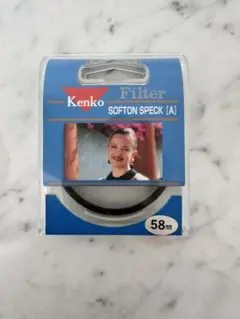 Kenko
Filter
SOFTON SPECK [A]
58mm